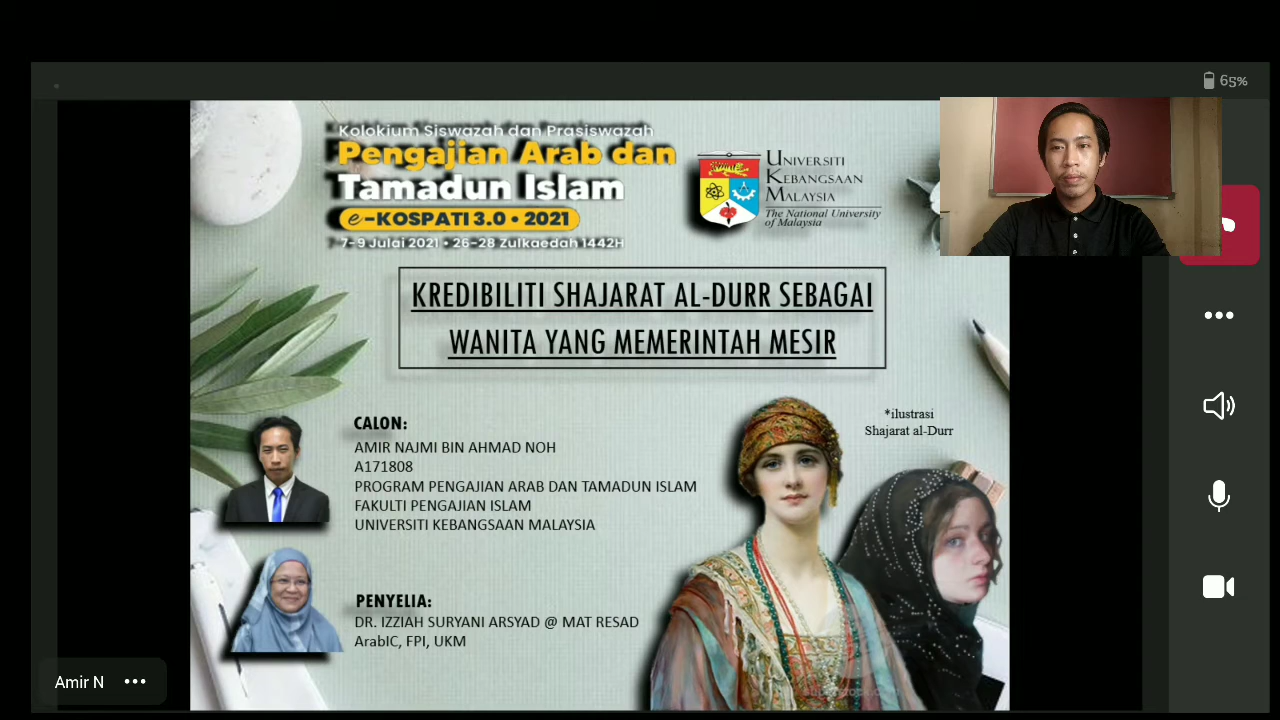 65%
Kolokium Siswazah dan Prasiswazah
Pengajian Arab dan
Tamadun Islam
e-KOSPATI 3.0 • 2021
7-9 Julai 2021 • 26-28 Zulkaedah 1442H
UNIVERSITI
KEBANGSAAN
MALAYSIA
The National University
of Malaysia
KREDIBILITI SHAJARAT AL-DURR SEBAGAI
WANITA YANG MEMERINTAH MESIR
*ilustrasi
Shajarat al-Durr
CALON:
AMIR NAJMI BIN AHMAD NOH
A171808
PROGRAM PENGAJIAN ARAB DAN TAMADUN ISLAM
FAKULTI PENGAJIAN ISLAM
UNIVERSITI KEBANGSAAN MALAYSIA
PENYELIA:
DR. IZZIAH SURYANI ARSYAD @ MAT RESAD
ArabIC, FPI, UKM
Amir N